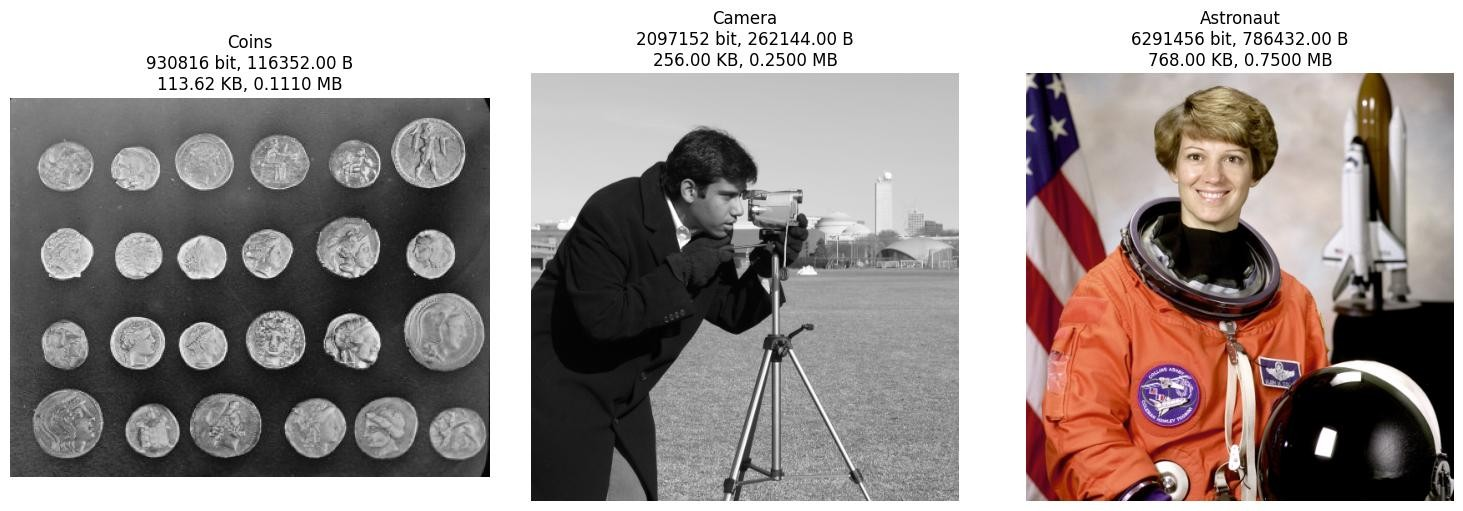 Coins
930816 bit, 116352.00 B
113.62 KB, 0.1110 MB
Camera
2097152 bit, 262144.00 B
256.00 KB, 0.2500 MB
Astronaut
6291456 bit, 786432.00 B
768.00 KB, 0.7500 MB